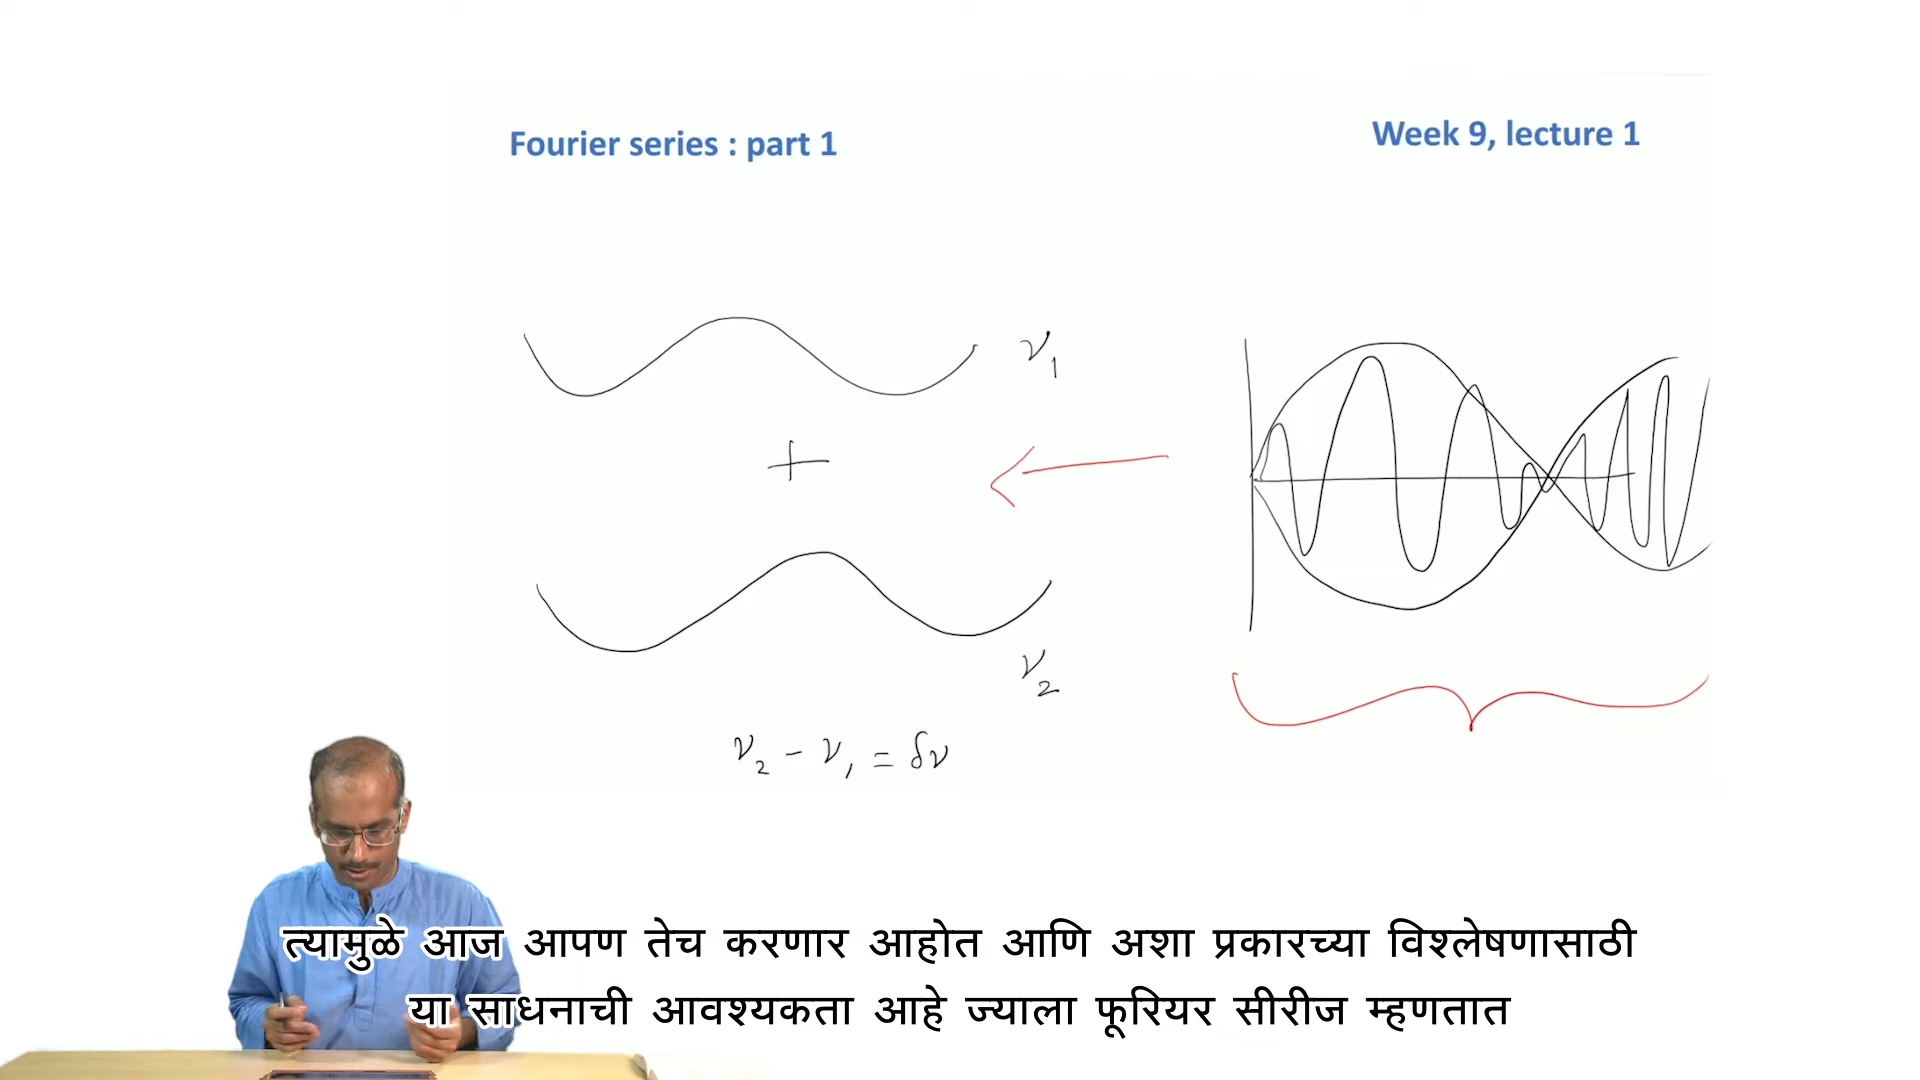 Fourier series : part 1
Week 9, lecture 1
ν₁
+
ν₂
ν₂ - ν₁ = δν
त्यामुळे आज आपण तेच करणार आहोत आणि अशा प्रकारच्या विश्लेषणासाठी
या साधनाची आवश्यकता आहे ज्याला फूरियर सीरीज म्हणतात